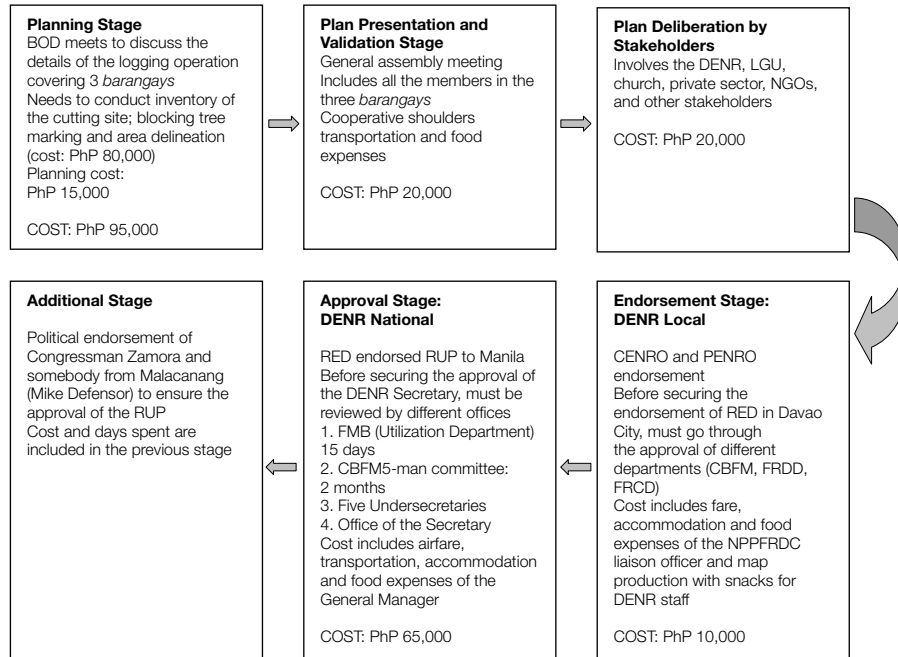 Planning Stage
BOD meets to discuss the
details of the logging operation
covering 3 barangays
Needs to conduct inventory of
the cutting site; blocking tree
marking and area delineation
(cost: PhP 80,000)
Planning cost:
PhP 15,000
COST: PhP 95,000
Plan Presentation and
Validation Stage
General assembly meeting
Includes all the members in the
three barangays
Cooperative shoulders
transportation and food
expenses
COST: PhP 20,000
Plan Deliberation by
Stakeholders
Involves the DENR, LGU,
church, private sector, NGOs,
and other stakeholders
COST: PhP 20,000
Endorsement Stage:
DENR Local
CENRO and PENRO
endorsement
Before securing the
endorsement of RED in Davao
City, must go through
the approval of different
departments (CBFM, FRDD,
FRCD)
Cost includes fare,
accommodation and food
expenses of the NPPFRDC
liaison officer and map
production with snacks for
DENR staff
COST: PhP 10,000
Approval Stage:
DENR National
RED endorsed RUP to Manila
Before securing the approval of
the DENR Secretary, must be
reviewed by different offices
1. FMB (Utilization Department)
15 days
2. CBFM5-man committee:
2 months
3. Five Undersecretaries
4. Office of the Secretary
Cost includes airfare,
transportation, accommodation
and food expenses of the
General Manager
COST: PhP 65,000
Additional Stage
Political endorsement of
Congressman Zamora and
somebody from Malacanang
(Mike Defensor) to ensure the
approval of the RUP
Cost and days spent are
included in the previous stage